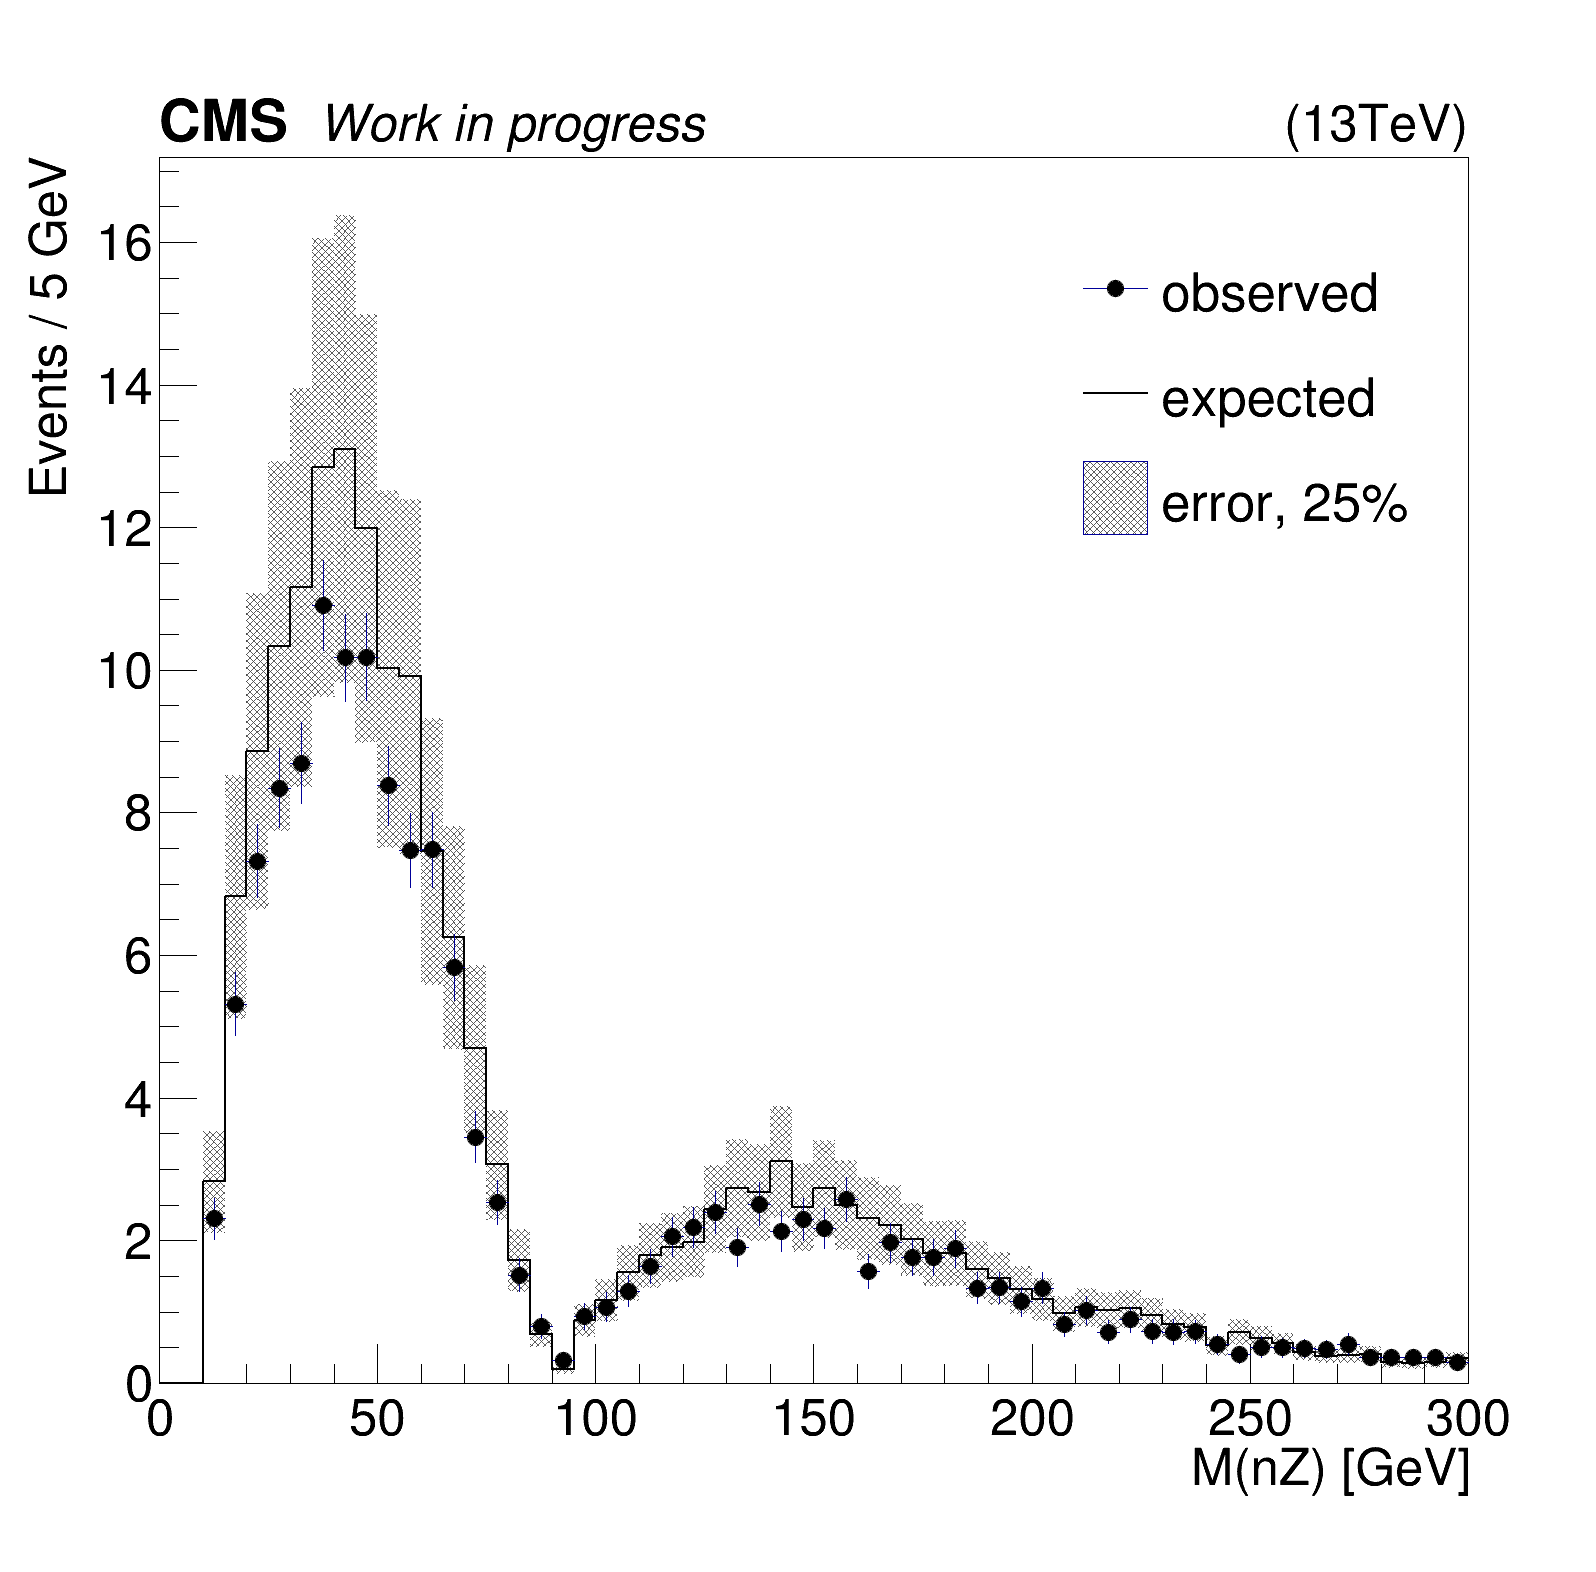 CMS Work in progress (13TeV)
Events / 5 GeV
16
14
12
10
8
6
4
2
0
observed
expected
error, 25%
0 50 100 150 200 250 300
M(nZ) [GeV]